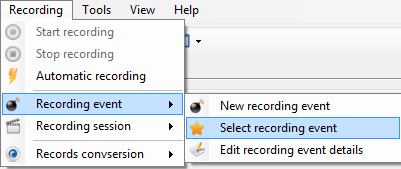 Recording Tools View Help
Start recording
Stop recording
Automatic recording
Recording event
Recording session
Records convsersion
New recording event
Select recording event
Edit recording event details